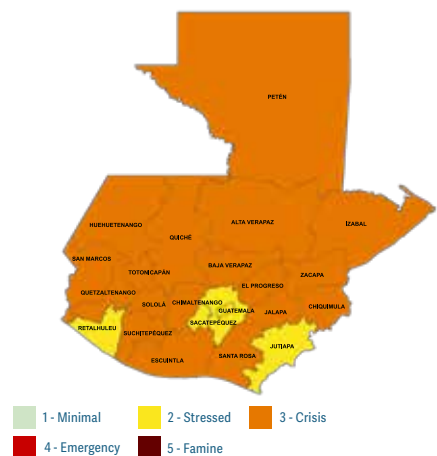 PETÉN
HUEHUETENANGO
QUICHÉ
ALTA VERAPAZ
ÍZABAL
SAN MARCOS
TOTONICAPÁN
BAJA VERAPAZ
ZACAPA
QUETZALTENANGO
SOLOLÁ
CHIMALTENANGO
EL PROGRESO
GUATEMALA
JALAPA
CHIQUIMULA
RETALHULEU
SUCHITEPÉQUEZ
SACATEPÉQUEZ
JUTIAPA
ESCUINTLA
SANTA ROSA
1 - Minimal
2 - Stressed
3 - Crisis
4 - Emergency
5 - Famine